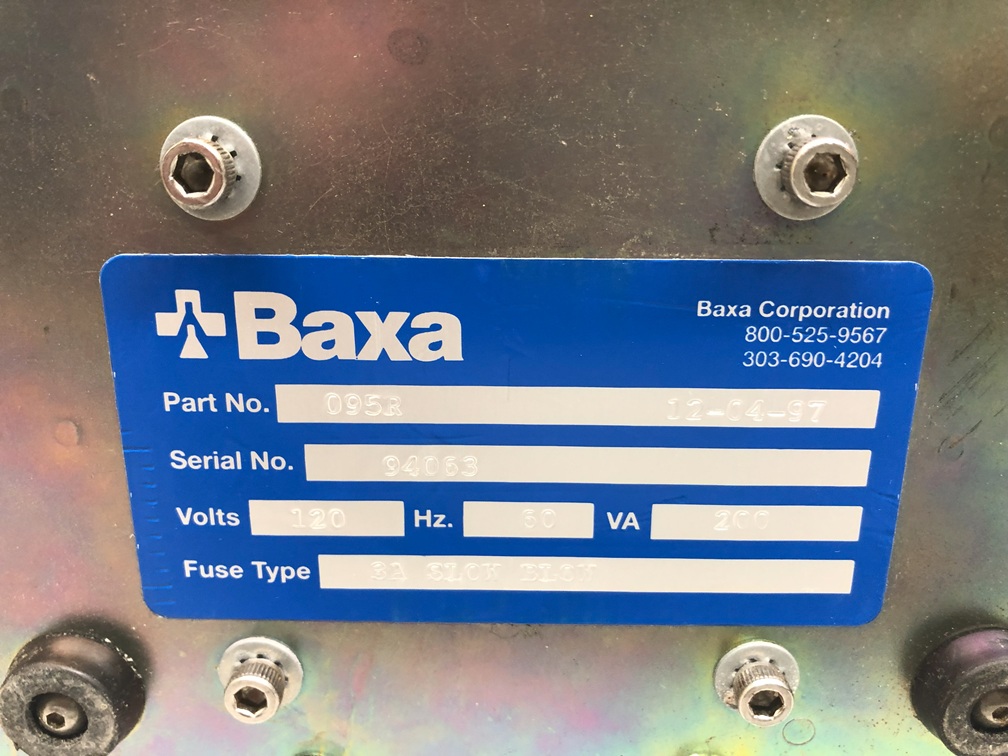 Baxa
Baxa Corporation
800-525-9567
303-690-4204
Part No. 095R 12-04-97
Serial No. 94063
Volts 120 Hz. 60 VA 200
Fuse Type 3A SLOW BLOW